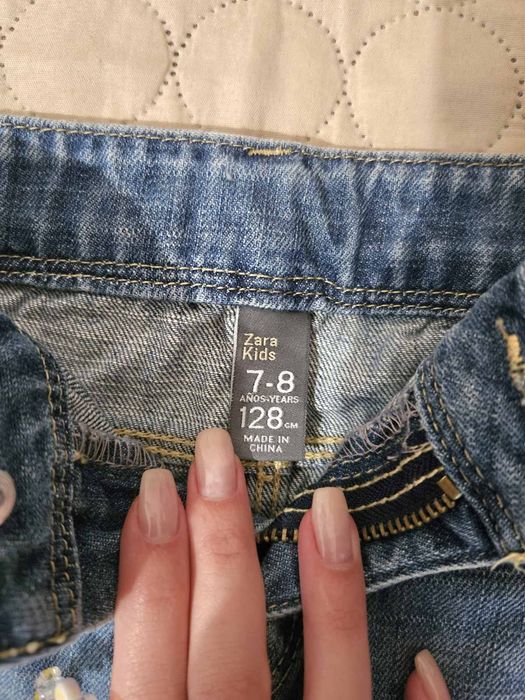 Zara
Kids
7-8
AÑOS-YEARS
128 CM
MADE IN
CHINA